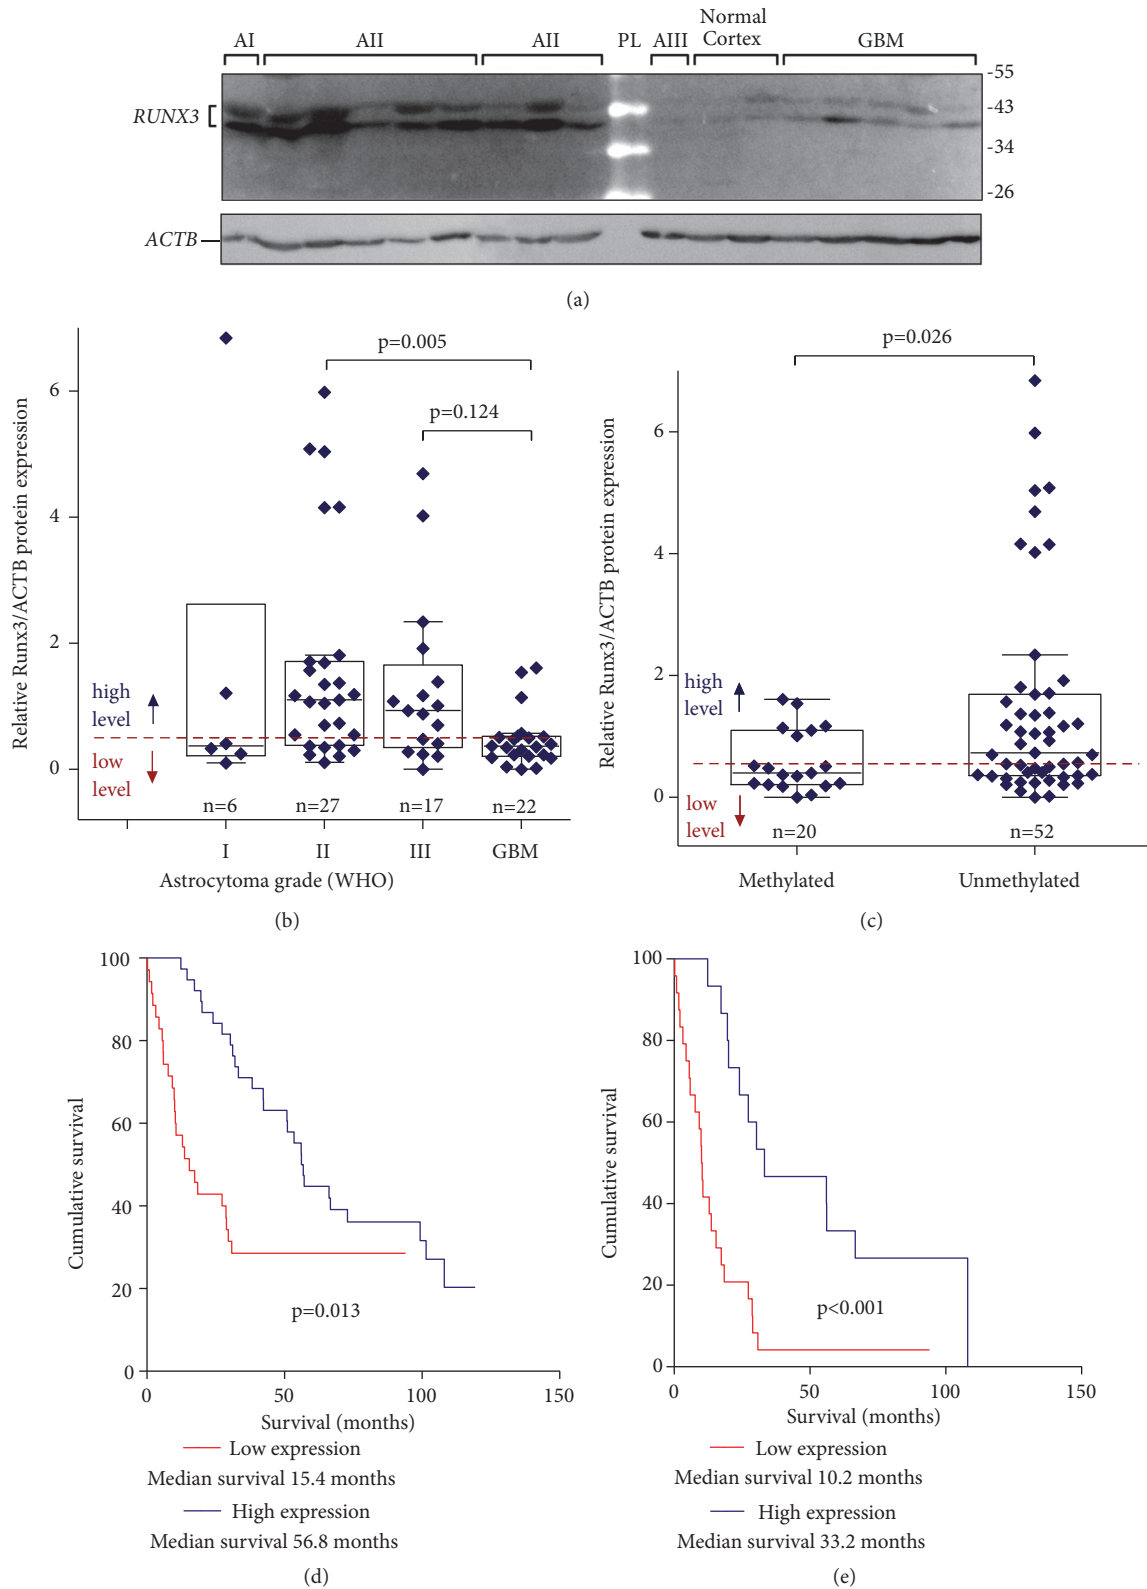 Normal
AI AII AII PL AIII Cortex GBM
-55
RUNX3 -43
-34
-26
ACTB
(a)
p=0.005
p=0.124
Relative Runx3/ACTB protein expression
6
4
2
0
high
level
low
level
n=6 n=27 n=17 n=22
I II III GBM
Astrocytoma grade (WHO)
(b)
p=0.026
Relative Runx3/ACTB protein expression
6
4
2
0
high
level
low
level
n=20 n=52
Methylated Unmethylated
(c)
Cumulative survival
100
80
60
40
20
0
p=0.013
0 50 100 150
Survival (months)
Low expression
Median survival 15.4 months
High expression
Median survival 56.8 months
(d)
Cumulative survival
100
80
60
40
20
0
p<0.001
0 50 100 150
Survival (months)
Low expression
Median survival 10.2 months
High expression
Median survival 33.2 months
(e)